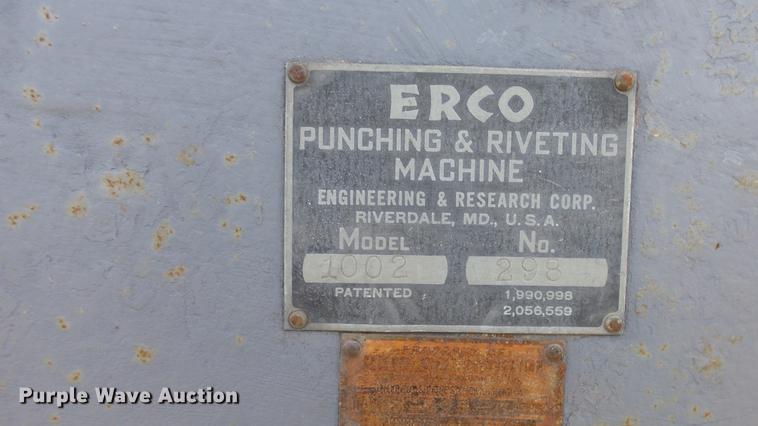 ERCO
PUNCHING & RIVETING
MACHINE
ENGINEERING & RESEARCH CORP.
RIVERDALE, MD., U.S.A.
MODEL No.
1002 298
PATENTED 1,990,998
2,056,559
Purple Wave Auction